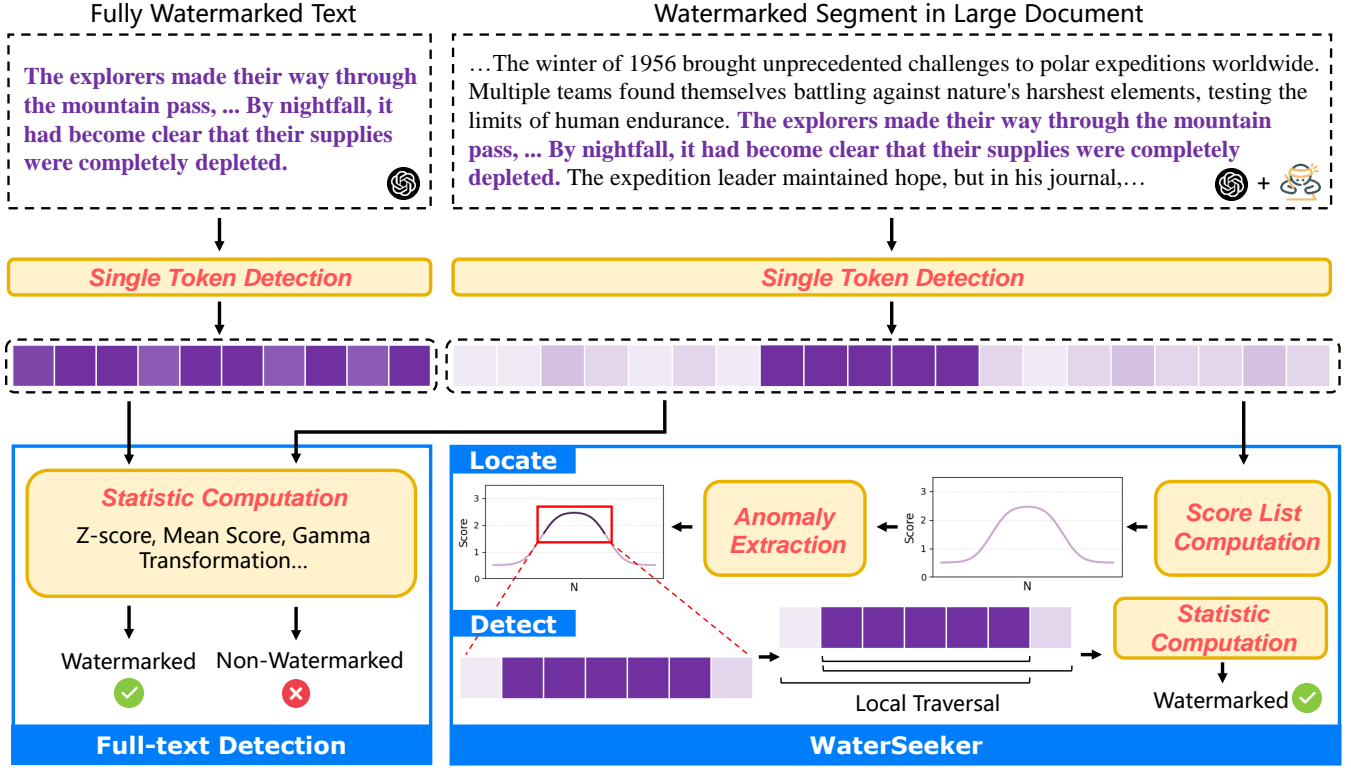 Fully Watermarked Text
Watermarked Segment in Large Document
The explorers made their way through
the mountain pass, ... By nightfall, it
had become clear that their supplies
were completely depleted.
…The winter of 1956 brought unprecedented challenges to polar expeditions worldwide.
Multiple teams found themselves battling against nature's harshest elements, testing the
limits of human endurance. The explorers made their way through the mountain
pass, ... By nightfall, it had become clear that their supplies were completely
depleted. The expedition leader maintained hope, but in his journal,…
+
Single Token Detection
Single Token Detection
Statistic Computation
Z-score, Mean Score, Gamma
Transformation...
Watermarked
Non-Watermarked
Full-text Detection
Locate
Score
3
2
1
0
N
Anomaly
Extraction
Score
3
2
1
0
N
Score List
Computation
Detect
Local Traversal
Statistic
Computation
Watermarked
WaterSeeker